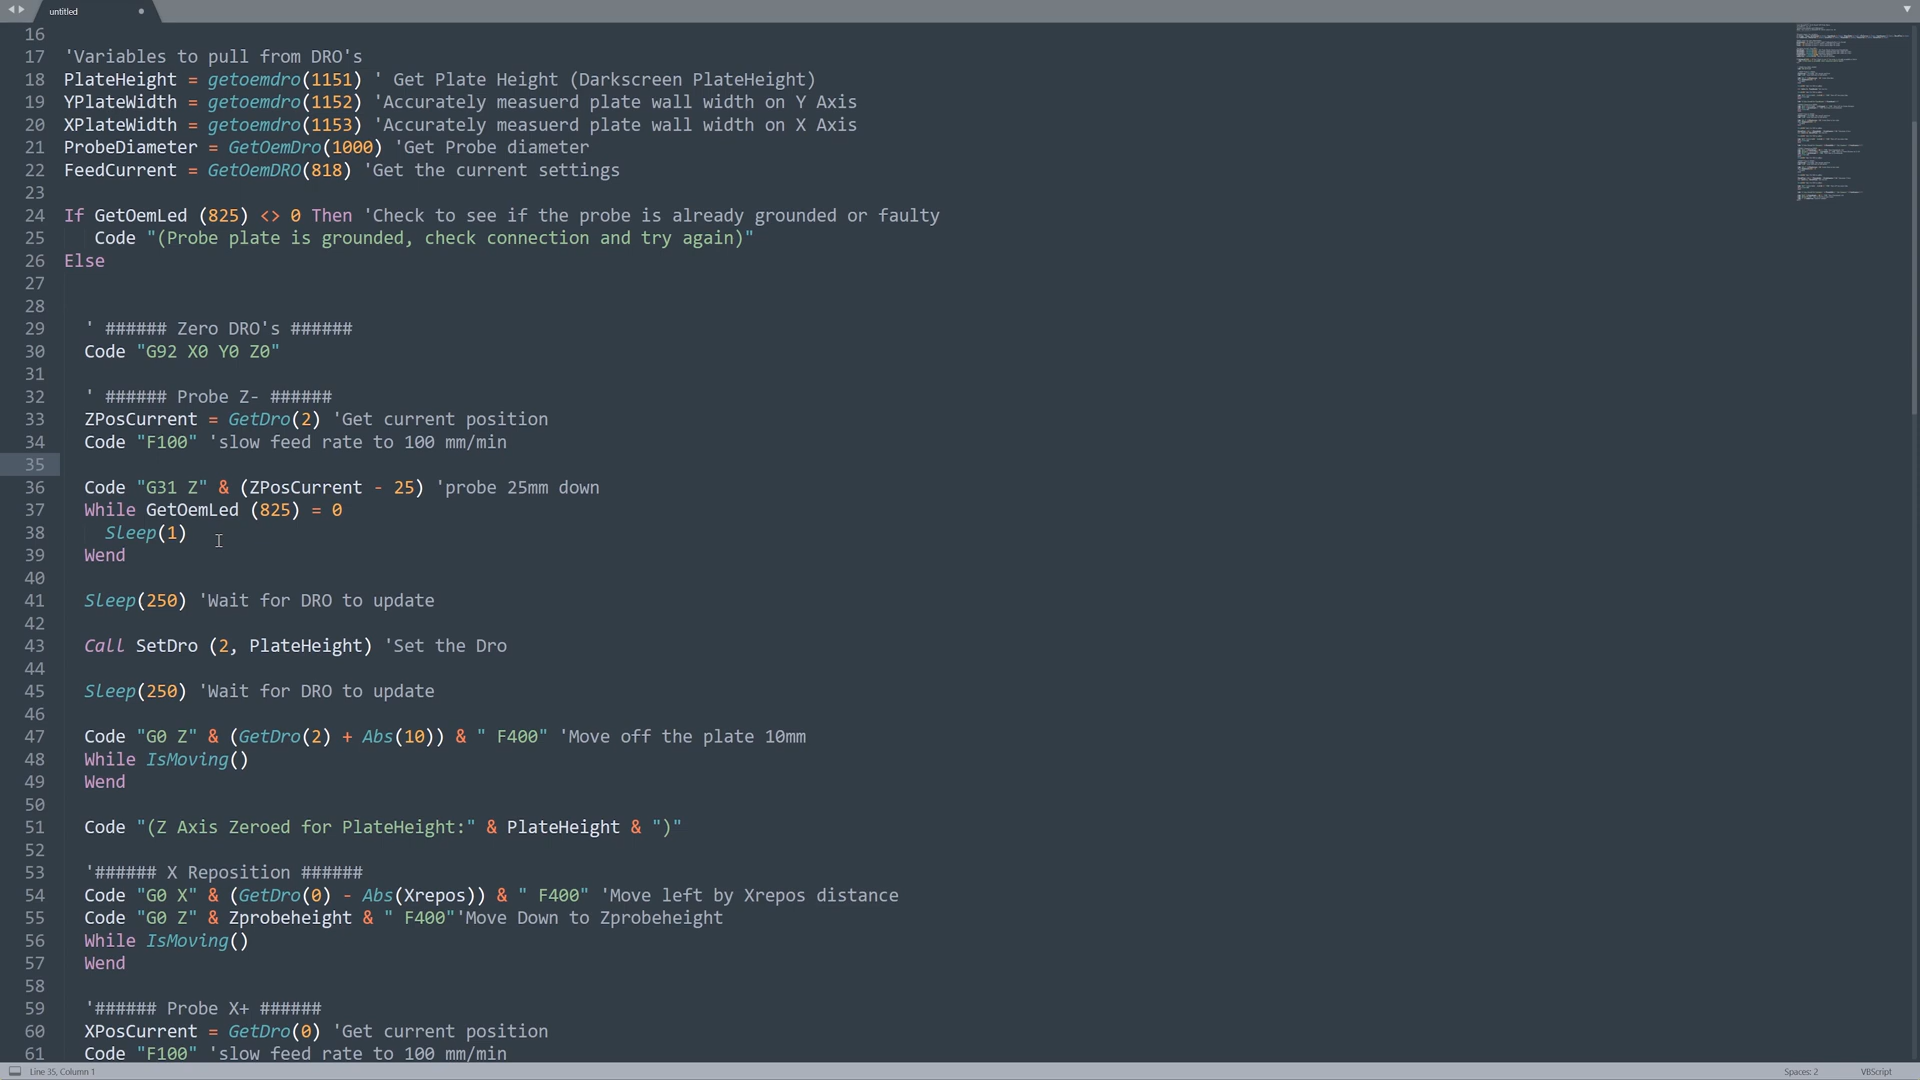 untitled
16
17 'Variables to pull from DRO's
18 PlateHeight = getoemdro(1151) ' Get Plate Height (Darkscreen PlateHeight)
19 YPlateWidth = getoemdro(1152) 'Accurately measuerd plate wall width on Y Axis
20 XPlateWidth = getoemdro(1153) 'Accurately measuerd plate wall width on X Axis
21 ProbeDiameter = GetOemDro(1000) 'Get Probe diameter
22 FeedCurrent = GetOemDRO(818) 'Get the current settings
23
24 If GetOemLed (825) <> 0 Then 'Check to see if the probe is already grounded or faulty
25 Code "(Probe plate is grounded, check connection and try again)"
26 Else
27
28
29 ' ###### Zero DRO's ######
30 Code "G92 X0 Y0 Z0"
31
32 ' ###### Probe Z- ######
33 ZPosCurrent = GetDro(2) 'Get current position
34 Code "F100" 'slow feed rate to 100 mm/min
35
36 Code "G31 Z" & (ZPosCurrent - 25) 'probe 25mm down
37 While GetOemLed (825) = 0
38 Sleep(1)
39 Wend
40
41 Sleep(250) 'Wait for DRO to update
42
43 Call SetDro (2, PlateHeight) 'Set the Dro
44
45 Sleep(250) 'Wait for DRO to update
46
47 Code "G0 Z" & (GetDro(2) + Abs(10)) & " F400" 'Move off the plate 10mm
48 While IsMoving()
49 Wend
50
51 Code "(Z Axis Zeroed for PlateHeight:" & PlateHeight & ")"
52
53 '###### X Reposition ######
54 Code "G0 X" & (GetDro(0) - Abs(Xrepos)) & " F400" 'Move left by Xrepos distance
55 Code "G0 Z" & Zprobeheight & " F400"'Move Down to Zprobeheight
56 While IsMoving()
57 Wend
58
59 '###### Probe X+ ######
60 XPosCurrent = GetDro(0) 'Get current position
61 Code "F100" 'slow feed rate to 100 mm/min
Line 35, Column 1
Spaces: 2
VBScript